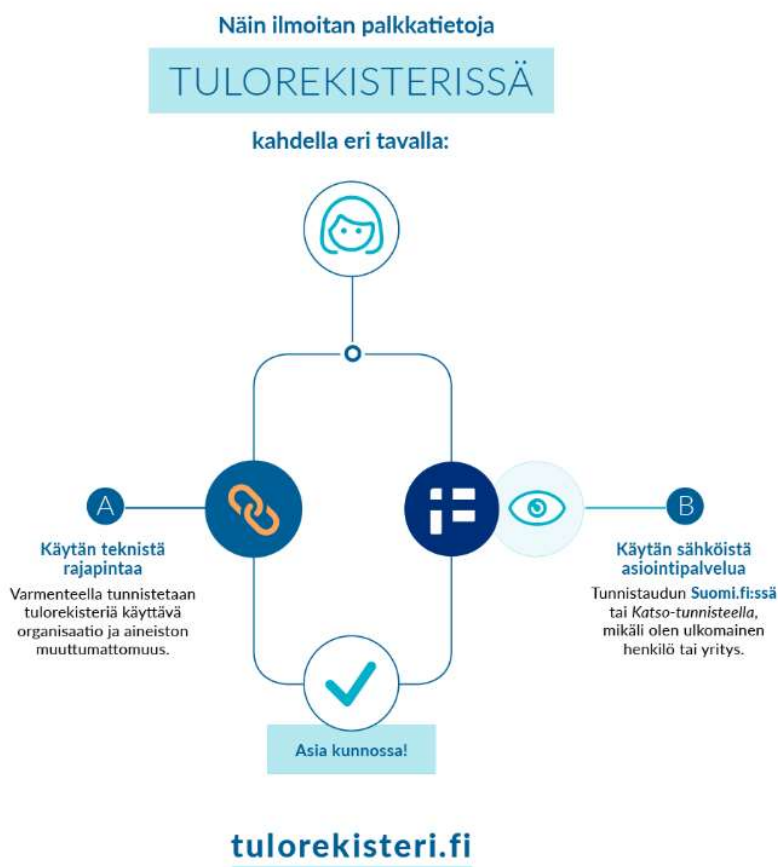 Näin ilmoitan palkkatietoja
TULOREKISTERISSÄ
kahdella eri tavalla:
A
Käytän teknistä
rajapintaa
Varmenteella tunnistetaan
tulorekisteriä käyttävä
organisaatio ja aineiston
muuttumattomuus.
B
Käytän sähköistä
asiointipalvelua
Tunnistaudun Suomi.fi:ssä
tai Katso-tunnisteella,
mikäli olen ulkomainen
henkilö tai yritys.
Asia kunnossa!
tulorekisteri.fi